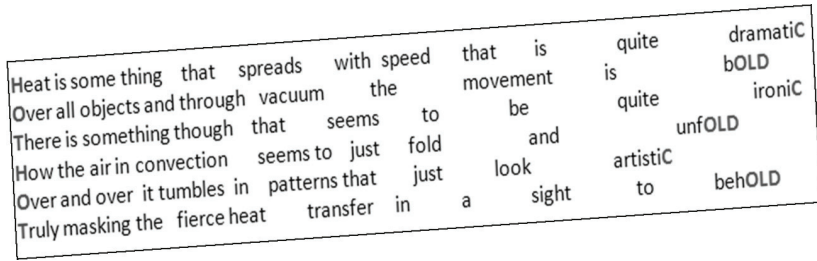 Heat is some thing that spreads with speed that is quite dramatiC
Over all objects and through vacuum the movement is bOLD
There is something though that seems to be quite ironiC
How the air in convection seems to just fold and unfOLD
Over and over it tumbles in patterns that just look artistiC
Truly masking the fierce heat transfer in a sight to behOLD